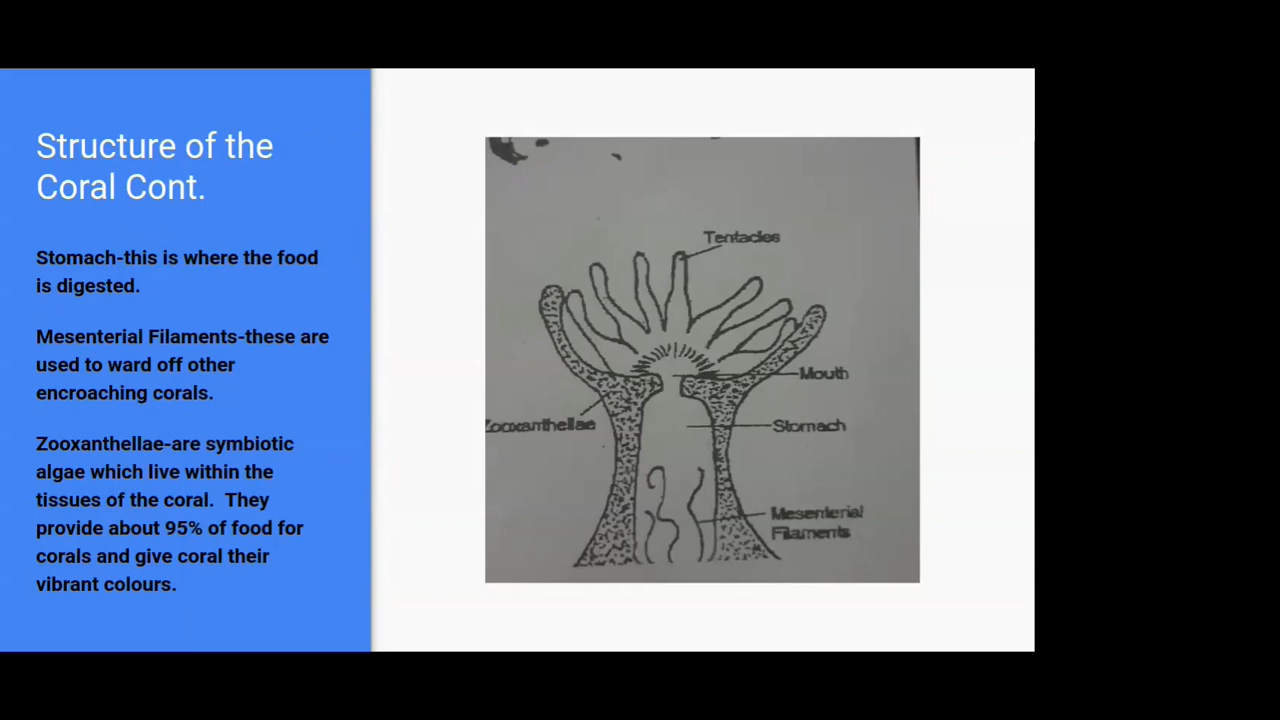 Structure of the
Coral Cont.
Stomach-this is where the food
is digested.
Mesenterial Filaments-these are
used to ward off other
encroaching corals.
Zooxanthellae-are symbiotic
algae which live within the
tissues of the coral.  They
provide about 95% of food for
corals and give coral their
vibrant colours.
Tentacles
Mouth
Zooxanthellae
Stomach
Mesenterial
Filaments